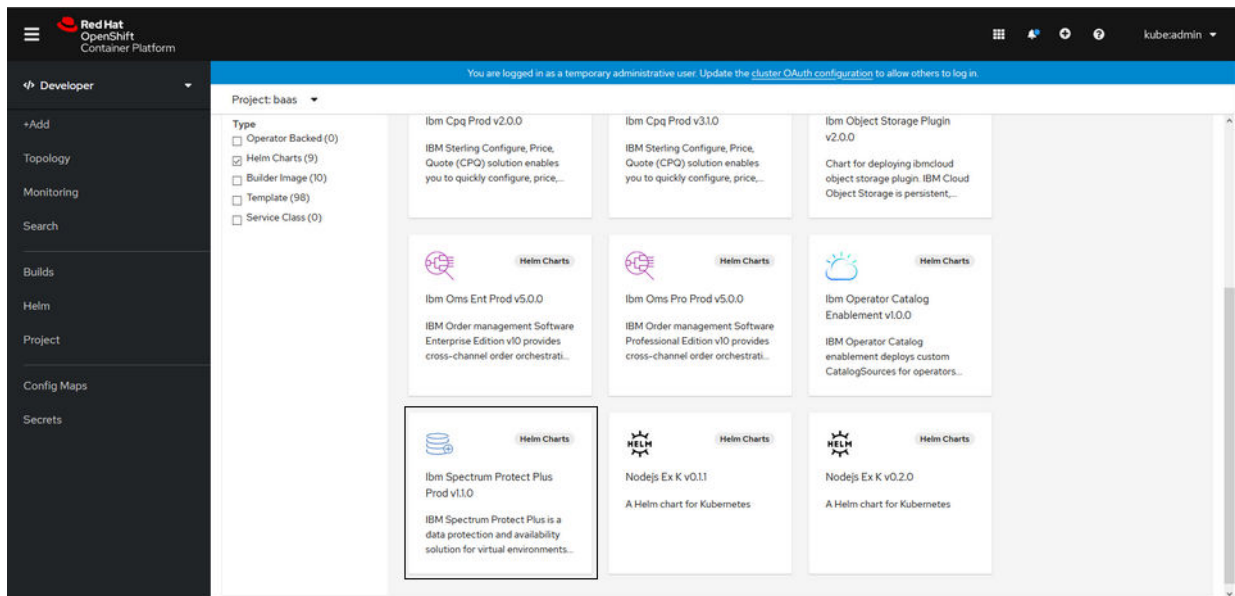 Red Hat
OpenShift
Container Platform
kube:admin
You are logged in as a temporary administrative user. Update the cluster OAuth configuration to allow others to log in.
Developer
+Add
Topology
Monitoring
Search
Builds
Helm
Project
Config Maps
Secrets
Project: baas
Type
Operator Backed (0)
Helm Charts (9)
Builder Image (10)
Template (98)
Service Class (0)
Ibm Cpq Prod v2.0.0
IBM Sterling Configure, Price,
Quote (CPQ) solution enables
you to quickly configure, price,...
Ibm Cpq Prod v3.1.0
IBM Sterling Configure, Price,
Quote (CPQ) solution enables
you to quickly configure, price,...
Ibm Object Storage Plugin
v2.0.0
Chart for deploying ibmcloud
object storage plugin. IBM Cloud
Object Storage is persistent,...
Helm Charts
Ibm Oms Ent Prod v5.0.0
IBM Order management Software
Enterprise Edition v10 provides
cross-channel order orchestrati...
Helm Charts
Ibm Oms Pro Prod v5.0.0
IBM Order management Software
Professional Edition v10 provides
cross-channel order orchestrati...
Helm Charts
Ibm Operator Catalog
Enablement v1.0.0
IBM Operator Catalog
enablement deploys custom
CatalogSources for operators...
Helm Charts
Ibm Spectrum Protect Plus
Prod v1.1.0
IBM Spectrum Protect Plus is a
data protection and availability
solution for virtual environments...
HELM
Helm Charts
Nodejs Ex K v0.1.1
A Helm chart for Kubernetes
HELM
Helm Charts
Nodejs Ex K v0.2.0
A Helm chart for Kubernetes